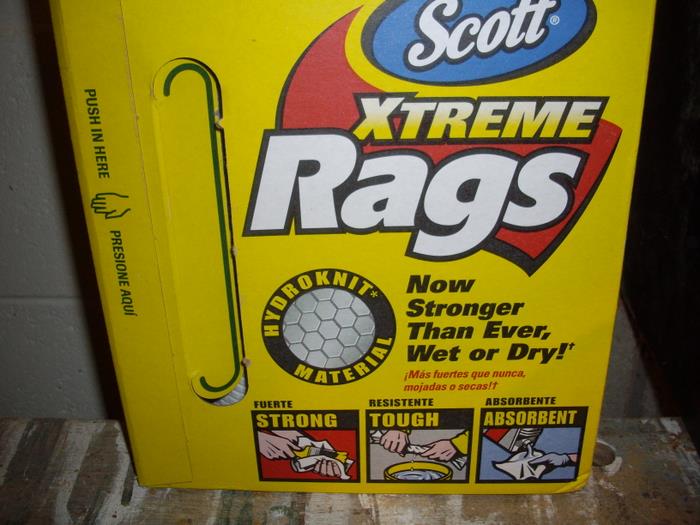 Scott®
XTREME
Rags
PUSH IN HERE
PRESIONE AQUÍ
HYDROKNIT*
MATERIAL
Now
Stronger
Than Ever,
Wet or Dry!†
¡Más fuertes que nunca,
mojadas o secas!†
FUERTE
STRONG
RESISTENTE
TOUGH
ABSORBENTE
ABSORBENT